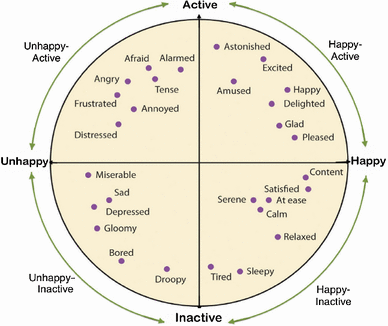 Active
Unhappy-
Active
Happy-
Active
Afraid
Alarmed
Astonished
Excited
Angry
Tense
Amused
Happy
Frustrated
Annoyed
Delighted
Distressed
Glad
Pleased
Unhappy
Happy
Miserable
Content
Sad
Satisfied
Serene
At ease
Depressed
Calm
Gloomy
Relaxed
Bored
Droopy
Tired
Sleepy
Unhappy-
Inactive
Happy-
Inactive
Inactive